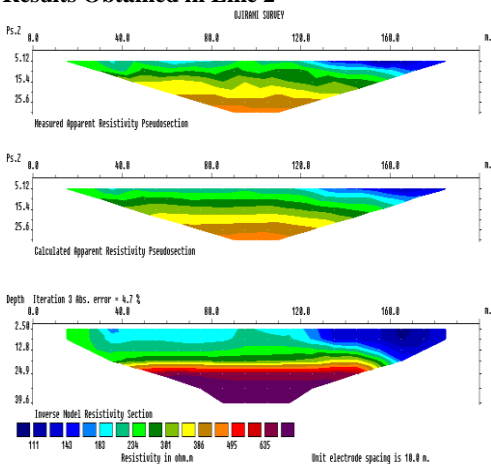 Results Obtained in Line 2
OJIRAMI SURVEY
Ps.Z 0.0 40.0 80.0 120.0 160.0 m.
5.12
15.4
25.6
Measured Apparent Resistivity Pseudosection
Ps.Z 0.0 40.0 80.0 120.0 160.0 m.
5.12
15.4
25.6
Calculated Apparent Resistivity Pseudosection
Depth Iteration 3 Abs. error = 4.7 %
0.0 40.0 80.0 120.0 160.0 m.
2.50
12.8
24.9
39.6
Inverse Model Resistivity Section
111 143 183 234 301 386 495 635
Resistivity in ohm.m Unit electrode spacing is 10.0 m.